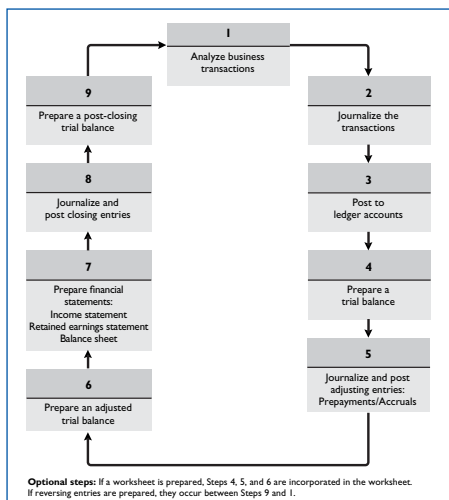 1
Analyze business
transactions
2
Journalize the
transactions
3
Post to
ledger accounts
4
Prepare a
trial balance
5
Journalize and post
adjusting entries:
Prepayments/Accruals
6
Prepare an adjusted
trial balance
7
Prepare financial
statements:
Income statement
Retained earnings statement
Balance sheet
8
Journalize and
post closing entries
9
Prepare a post-closing
trial balance
Optional steps: If a worksheet is prepared, Steps 4, 5, and 6 are incorporated in the worksheet.
If reversing entries are prepared, they occur between Steps 9 and 1.